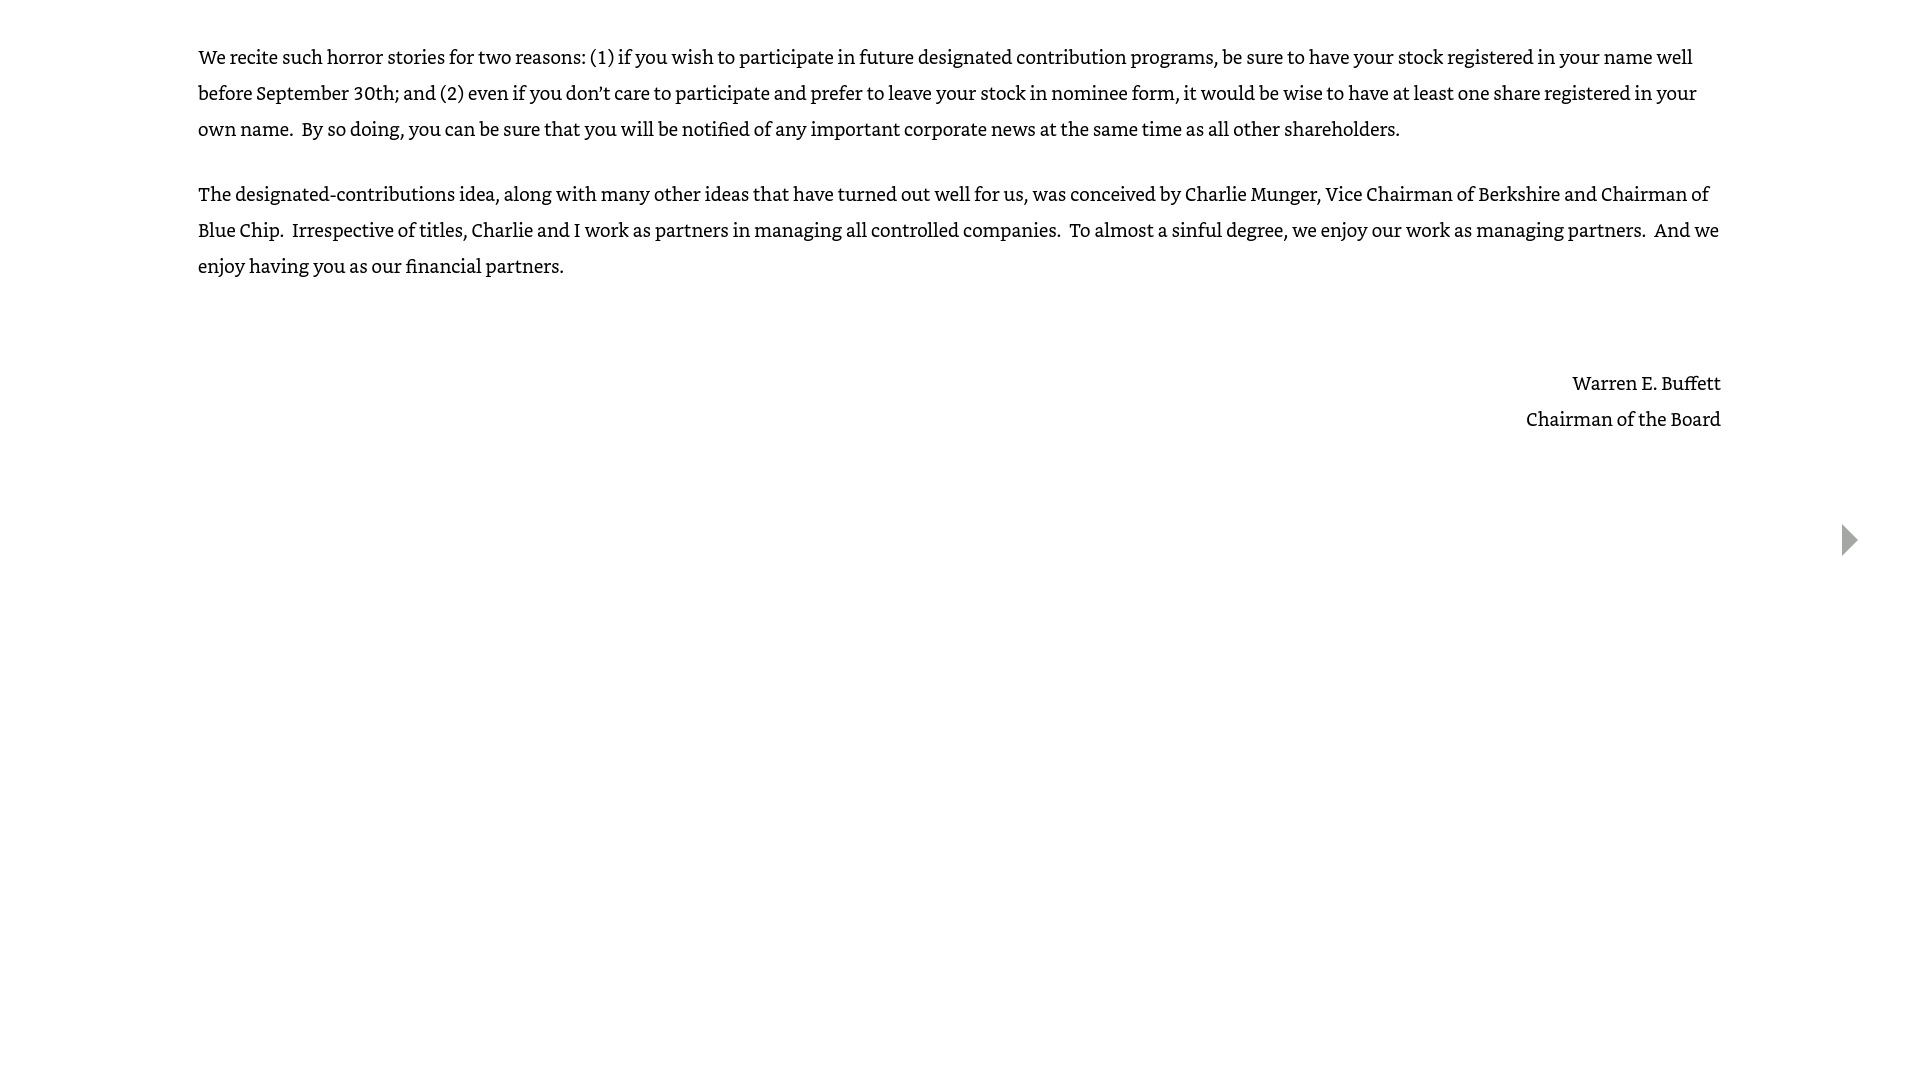 We recite such horror stories for two reasons: (1) if you wish to participate in future designated contribution programs, be sure to have your stock registered in your name well
before September 30th; and (2) even if you don’t care to participate and prefer to leave your stock in nominee form, it would be wise to have at least one share registered in your
own name.  By so doing, you can be sure that you will be notified of any important corporate news at the same time as all other shareholders.
The designated-contributions idea, along with many other ideas that have turned out well for us, was conceived by Charlie Munger, Vice Chairman of Berkshire and Chairman of
Blue Chip.  Irrespective of titles, Charlie and I work as partners in managing all controlled companies.  To almost a sinful degree, we enjoy our work as managing partners.  And we
enjoy having you as our financial partners.
Warren E. Buffett
Chairman of the Board